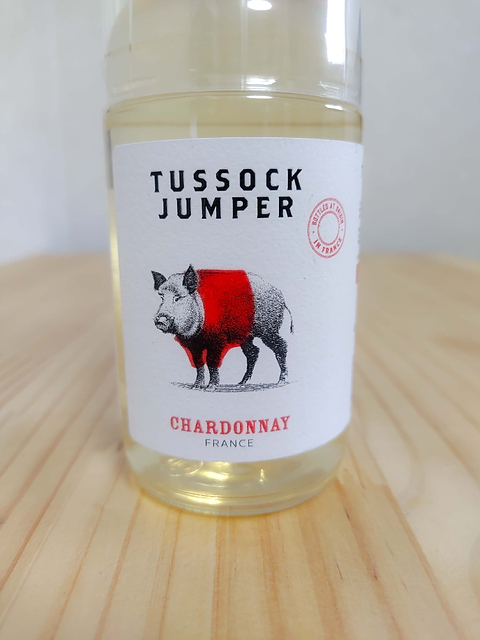 TUSSOCK
JUMPER
BOTTLED AT ORIGIN
IN FRANCE
CHARDONNAY
FRANCE